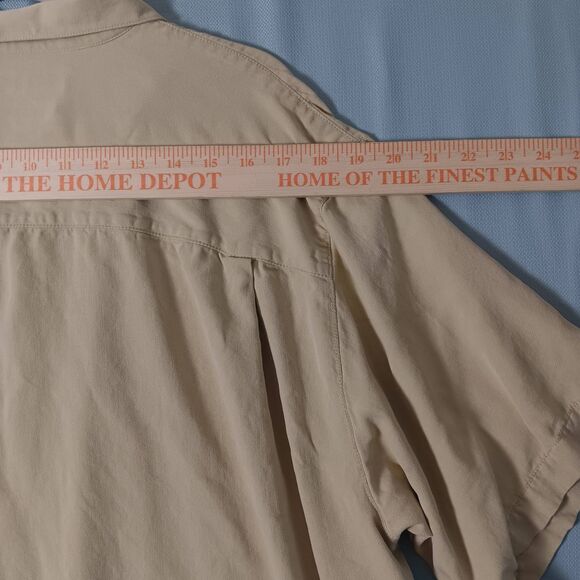 10 11 12 13 14 15 16 17 18 19 20 21 22 23 24
THE HOME DEPOT HOME OF THE FINEST PAINTS